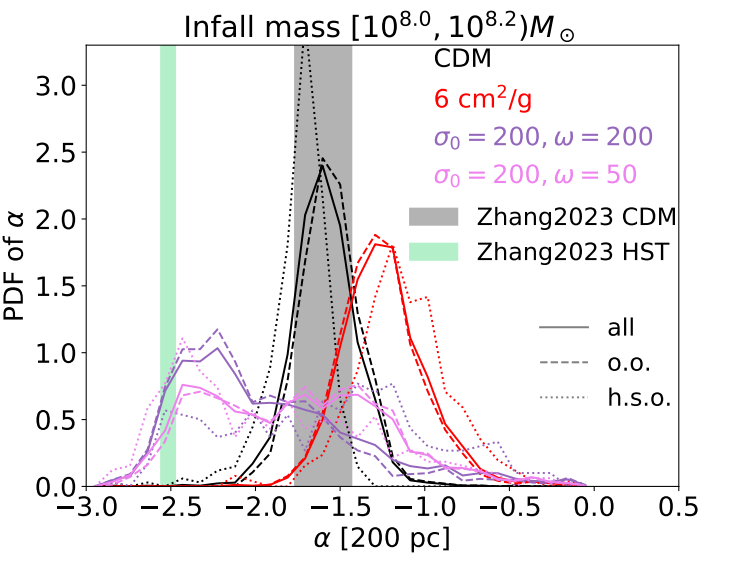 Infall mass [10^{8.0}, 10^{8.2})M_⊙
PDF of α
3.0
2.5
2.0
1.5
1.0
0.5
0.0
CDM
6 cm²/g
σ₀ = 200, ω = 200
σ₀ = 200, ω = 50
Zhang2023 CDM
Zhang2023 HST
all
o.o.
h.s.o.
−3.0 −2.5 −2.0 −1.5 −1.0 −0.5 0.0 0.5
α [200 pc]